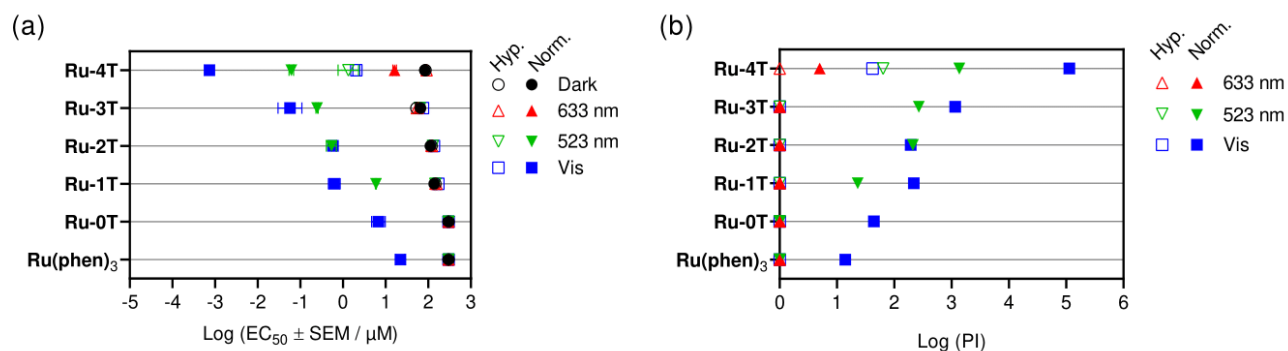 (a)
Ru-4T
Ru-3T
Ru-2T
Ru-1T
Ru-0T
Ru(phen)₃
-5 -4 -3 -2 -1 0 1 2 3
Log (EC₅₀ ± SEM / μM)
Hyp. Norm.
Dark
633 nm
523 nm
Vis
(b)
Ru-4T
Ru-3T
Ru-2T
Ru-1T
Ru-0T
Ru(phen)₃
0 1 2 3 4 5 6
Log (PI)
Hyp. Norm.
633 nm
523 nm
Vis